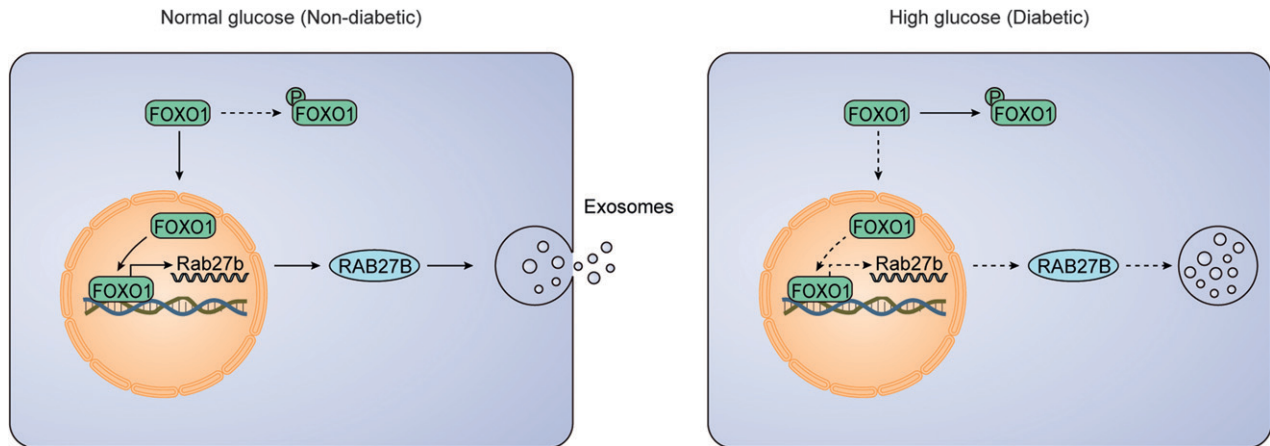 Normal glucose (Non-diabetic)
FOXO1
P
FOXO1
FOXO1
Rab27b
FOXO1
RAB27B
Exosomes
High glucose (Diabetic)
FOXO1
P
FOXO1
FOXO1
Rab27b
FOXO1
RAB27B